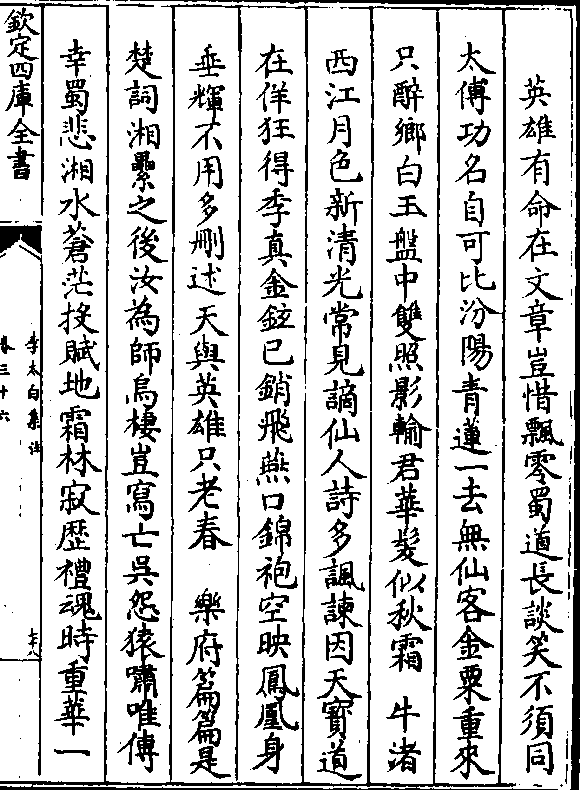 英雄有命在文章豈惜飄零蜀道長談笑不須同
太傅功名自可比汾陽青蓮一去無仙客金粟重來
只醉鄉白玉盤中雙照影輸君華髮似秋霜　牛渚
西江月色新清光常見謫仙人詩多諷諫因天寳道
在佯狂得季真金鉉已銷飛燕口錦袍空映鳳凰身
垂輝不用多刪述天與英雄只老春　樂府篇篇是
楚詞湘纍之後汝為師烏棲豈寫亡吳怨猿嘯唯傳
幸蜀悲湘水蒼茫投賦地霜林寂歴禮魂時重華一
欽定四庫全書
李太白集注
卷三十六